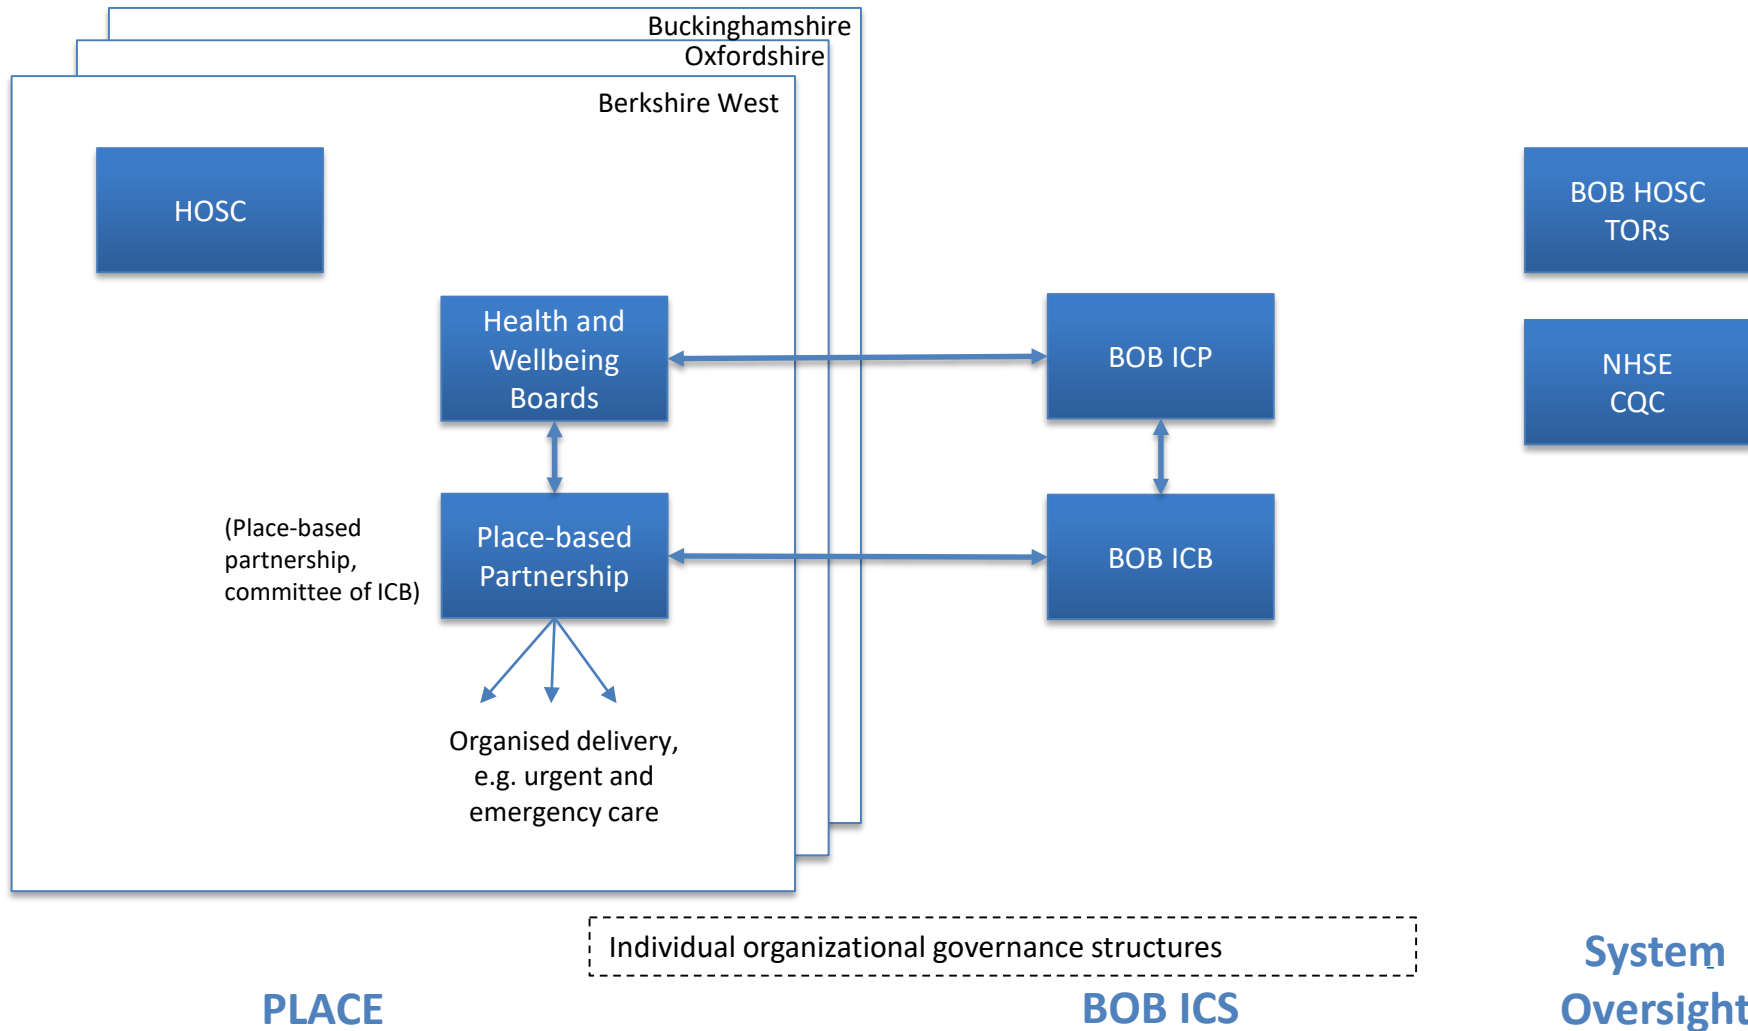 Buckinghamshire
Oxfordshire
Berkshire West
HOSC
BOB HOSC
TORs
Health and
Wellbeing
Boards
BOB ICP
NHSE
CQC
(Place-based
partnership,
committee of ICB)
Place-based
Partnership
BOB ICB
Organised delivery,
e.g. urgent and
emergency care
Individual organizational governance structures
PLACE
BOB ICS
System
Oversight